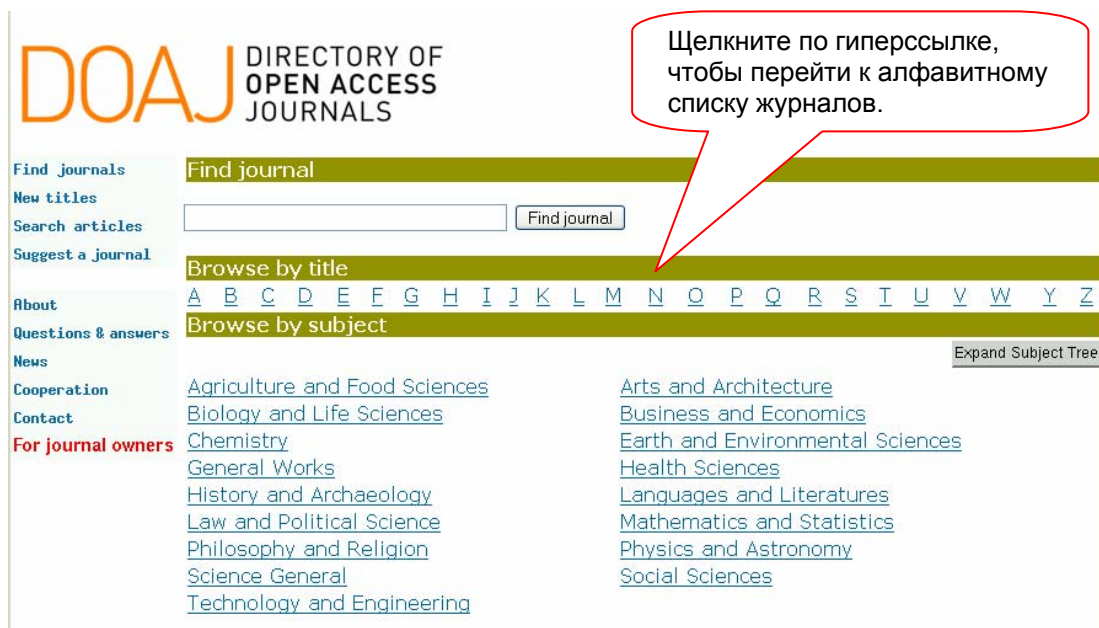 DOAJ
DIRECTORY OF
OPEN ACCESS
JOURNALS
Щелкните по гиперссылке,
чтобы перейти к алфавитному
списку журналов.
Find journals
New titles
Search articles
Suggest a journal
About
Questions & answers
News
Cooperation
Contact
For journal owners
Find journal
Find journal
Browse by title
A B C D E F G H I J K L M N O P Q R S T U V W Y Z
Browse by subject
Expand Subject Tree
Agriculture and Food Sciences
Biology and Life Sciences
Chemistry
General Works
History and Archaeology
Law and Political Science
Philosophy and Religion
Science General
Technology and Engineering
Arts and Architecture
Business and Economics
Earth and Environmental Sciences
Health Sciences
Languages and Literatures
Mathematics and Statistics
Physics and Astronomy
Social Sciences